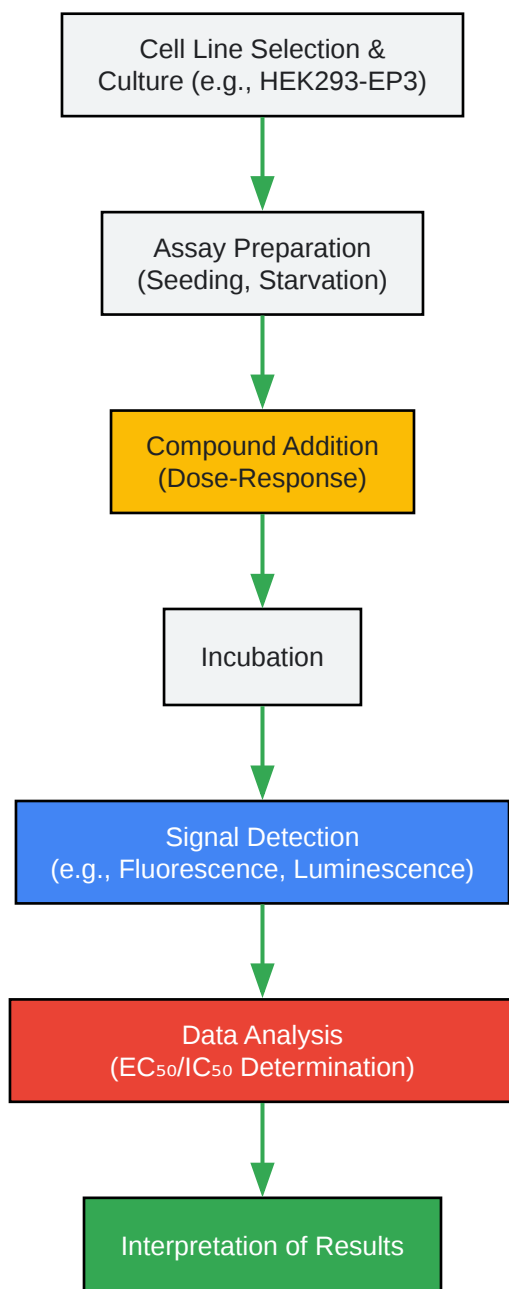 Cell Line Selection &
Culture (e.g., HEK293-EP3)
Assay Preparation
(Seeding, Starvation)
Compound Addition
(Dose-Response)
Incubation
Signal Detection
(e.g., Fluorescence, Luminescence)
Data Analysis
(EC₅₀/IC₅₀ Determination)
Interpretation of Results